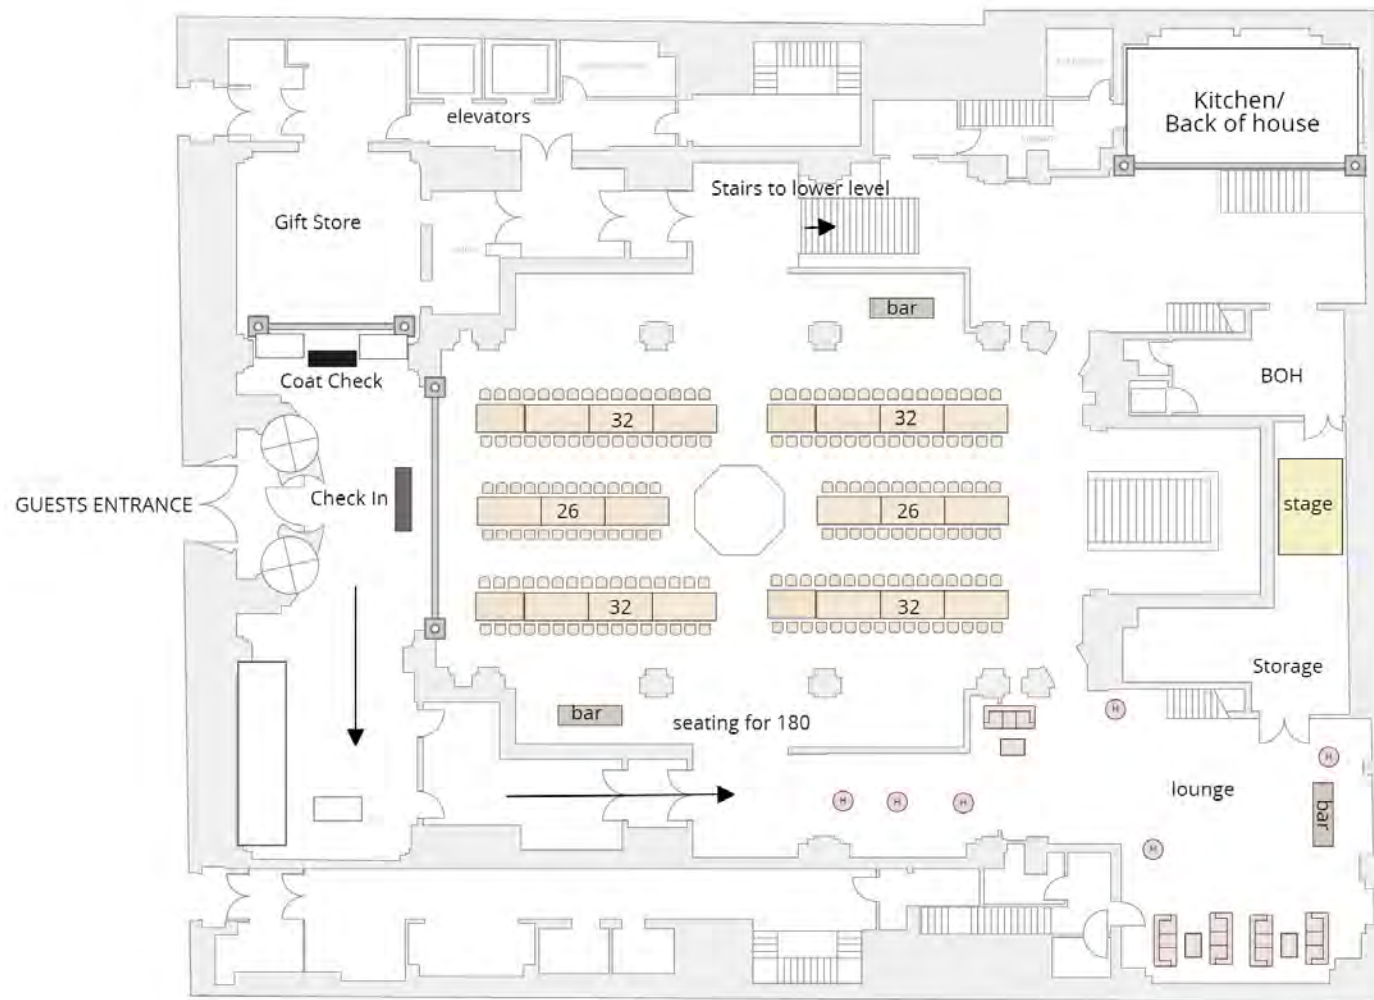 elevators
Kitchen/
Back of house
Stairs to lower level
Gift Store
bar
Coat Check
BOH
32
32
GUESTS ENTRANCE
Check In
26
26
stage
32
32
Storage
bar
seating for 180
lounge
H
H
H
H
H
H
bar